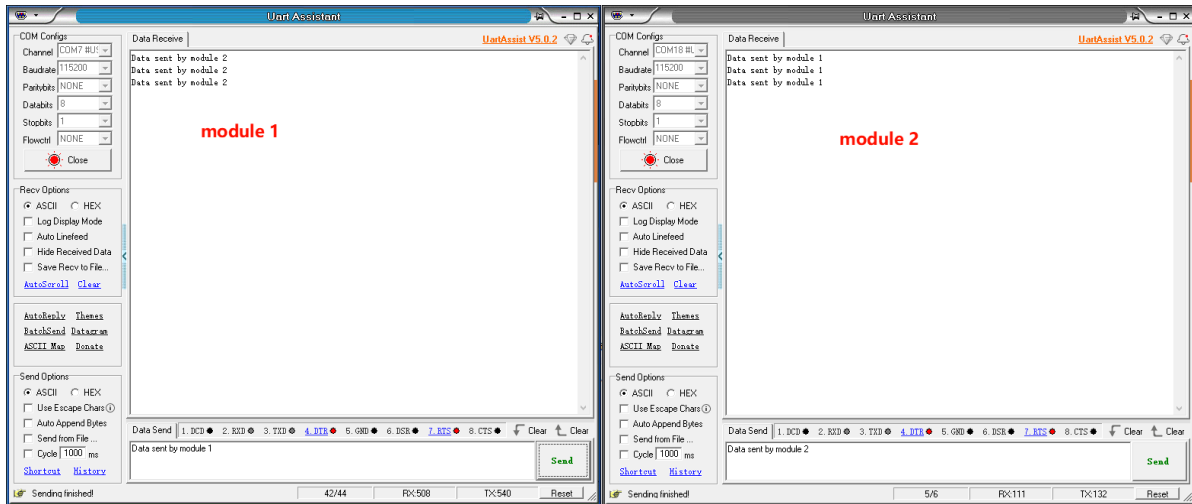 Uart Assistant
COM Configs
Channel COM7 #U
Baudrate 115200
Paritybits NONE
Databits 8
Stopbits 1
Flowctrl NONE
Close
Recv Options
ASCII HEX
Log Display Mode
Auto Linefeed
Hide Received Data
Save Recv to File...
AutoScroll Clear
AutoReply Themes
BatchSend Datagram
ASCII Map Donate
Send Options
ASCII HEX
Use Escape Chars
Auto Append Bytes
Send from File ...
Cycle 1000 ms
Shortcut History
Data Receive UartAssist V5.0.2
Data sent by module 2
Data sent by module 2
Data sent by module 2
module 1
Data Send 1. DCD 2. RXD 3. TXD 4. DTR 5. GND 6. DSR 7. RTS 8. CTS Clear Clear
Data sent by module 1
Send
Sending finished! 42/44 RX:508 TX:540 Reset
Uart Assistant
COM Configs
Channel COM18 #
Baudrate 115200
Paritybits NONE
Databits 8
Stopbits 1
Flowctrl NONE
Close
Recv Options
ASCII HEX
Log Display Mode
Auto Linefeed
Hide Received Data
Save Recv to File...
AutoScroll Clear
AutoReply Themes
BatchSend Datagram
ASCII Map Donate
Send Options
ASCII HEX
Use Escape Chars
Auto Append Bytes
Send from File ...
Cycle 1000 ms
Shortcut History
Data Receive UartAssist V5.0.2
Data sent by module 1
Data sent by module 1
Data sent by module 1
module 2
Data Send 1. DCD 2. RXD 3. TXD 4. DTR 5. GND 6. DSR 7. RTS 8. CTS Clear Clear
Data sent by module 2
Send
Sending finished! 5/6 RX:111 TX:132 Reset